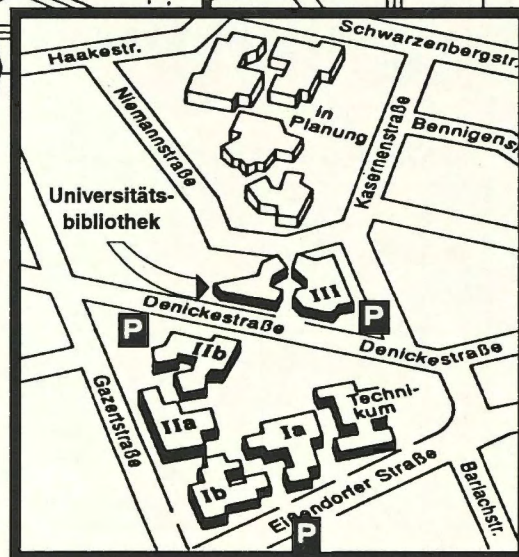 Haakestr.
Schwarzenbergstr.
Niemannstraße
in
Planung
Kasernenstraße
Bennigens
Universitäts-
bibliothek
III
Denickestraße
P
P
Denickestraße
IIb
Gazertstraße
IIa
Techni-
kum
Ia
Ib
Eißendorfer Straße
Barlachstr.
P